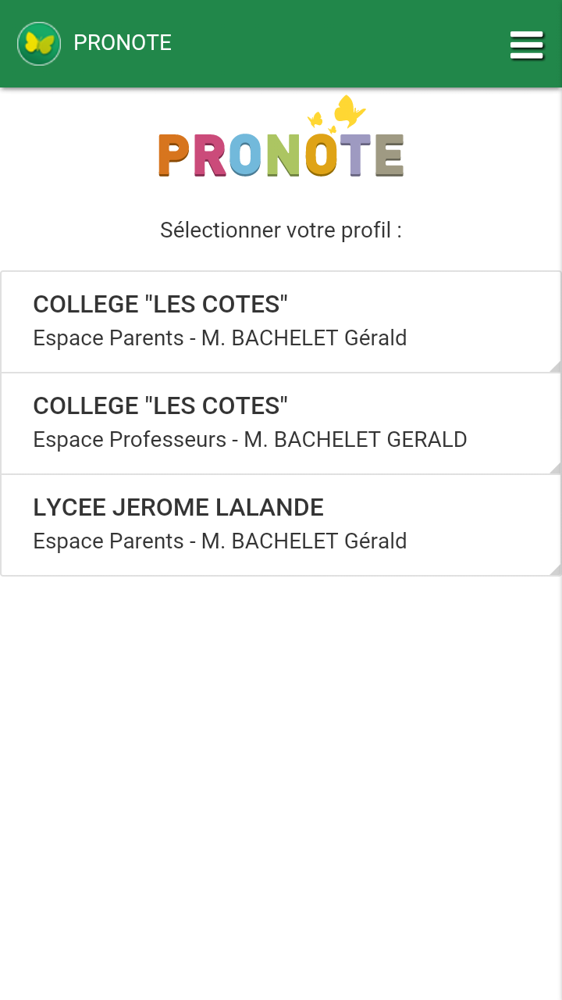 PRONOTE
PRONOTE
Sélectionner votre profil :
COLLEGE "LES COTES"
Espace Parents - M. BACHELET Gérald
COLLEGE "LES COTES"
Espace Professeurs - M. BACHELET GERALD
LYCEE JEROME LALANDE
Espace Parents - M. BACHELET Gérald